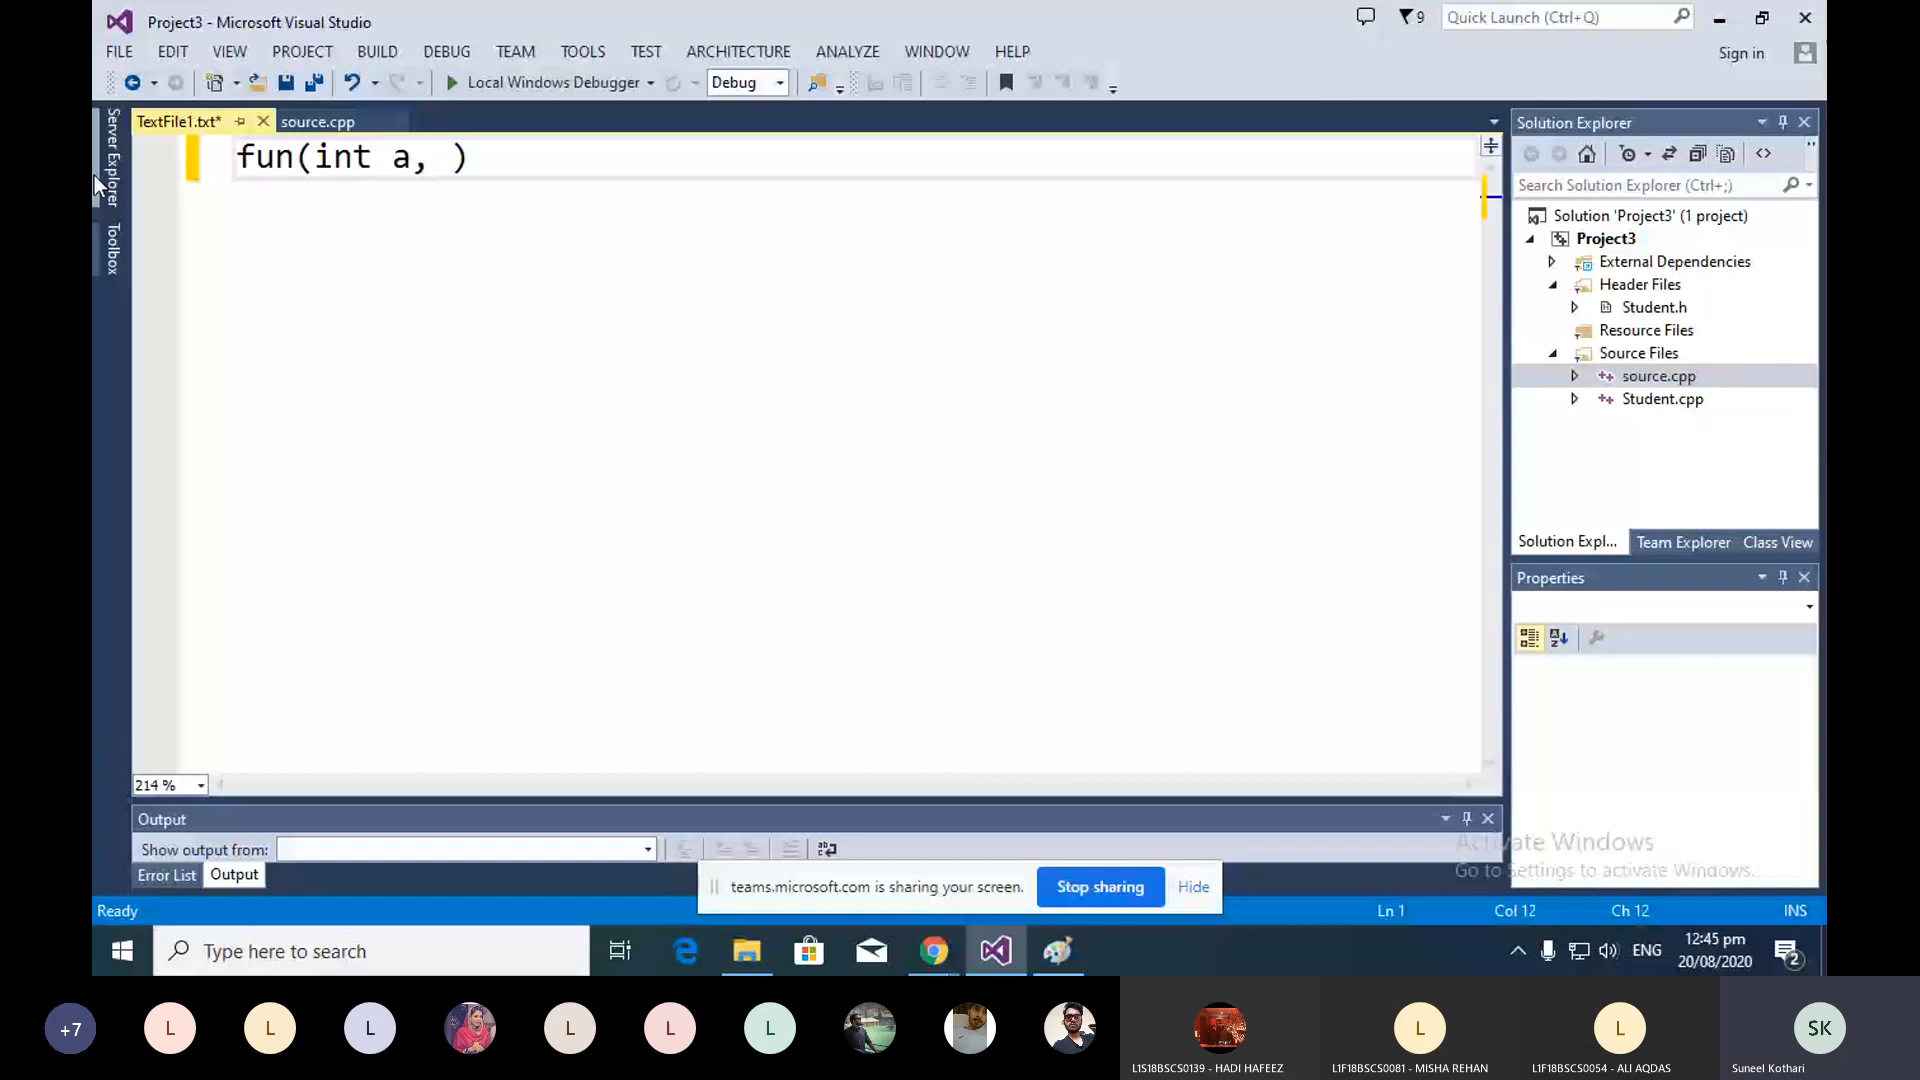 Project3 - Microsoft Visual Studio
9
Quick Launch (Ctrl+Q)
FILE EDIT VIEW PROJECT BUILD DEBUG TEAM TOOLS TEST ARCHITECTURE ANALYZE WINDOW HELP
Sign in
Local Windows Debugger
Debug
Server Explorer
Toolbox
TextFile1.txt*
source.cpp
fun(int a, )
Solution Explorer
Search Solution Explorer (Ctrl+;)
Solution 'Project3' (1 project)
Project3
External Dependencies
Header Files
Student.h
Resource Files
Source Files
source.cpp
Student.cpp
Solution Expl...
Team Explorer
Class View
Properties
214 %
Output
Show output from:
Error List
Output
Activate Windows
Go to Settings to activate Windows.
teams.microsoft.com is sharing your screen.
Stop sharing
Hide
Ready
Ln 1
Col 12
Ch 12
INS
Type here to search
ENG
12:45 pm
20/08/2020
2
+7
L
L
L
L
L
L
L
L
SK
L1S18BSCS0139 - HADI HAFEEZ
L1F18BSCS0081 - MISHA REHAN
L1F18BSCS0054 - ALI AQDAS
Suneel Kothari